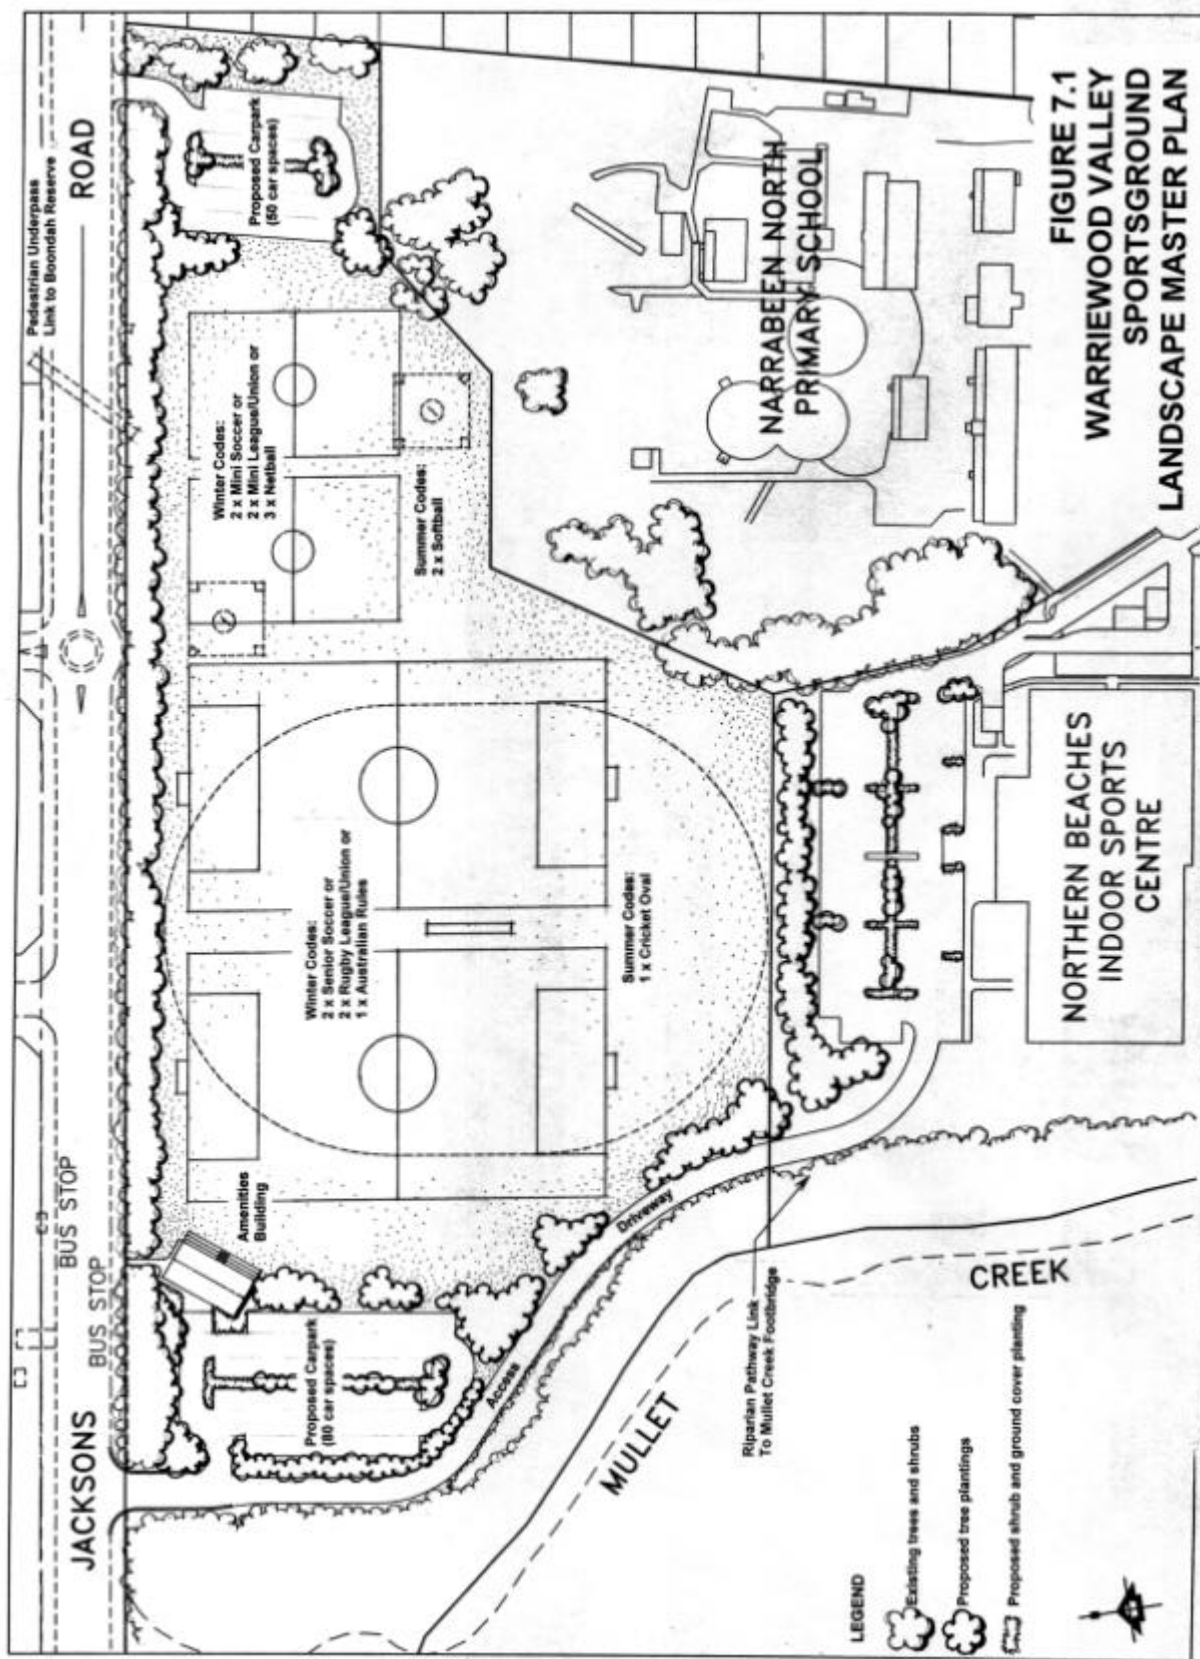 JACKSONS
ROAD
BUS STOP
BUS STOP
Pedestrian Underpass
Link to Boondah Reserve
Proposed Carpark
(80 car spaces)
Amenities
Building
Winter Codes:
2 x Senior Soccer or
2 x Rugby League/Union or
1 x Australian Rules
Winter Codes:
2 x Mini Soccer or
2 x Mini League/Union or
3 x Netball
Proposed Carpark
(50 car spaces)
Summer Codes:
2 x Softball
Summer Codes:
1 x Cricket Oval
Access
Driveway
MULLET
CREEK
Riparian Pathway Link
To Mullet Creek Footbridge
NARRABEEN NORTH
PRIMARY SCHOOL
NORTHERN BEACHES
INDOOR SPORTS
CENTRE
LEGEND
Existing trees and shrubs
Proposed tree plantings
Proposed shrub and ground cover planting
FIGURE 7.1
WARRIEWOOD VALLEY
SPORTSGROUND
LANDSCAPE MASTER PLAN